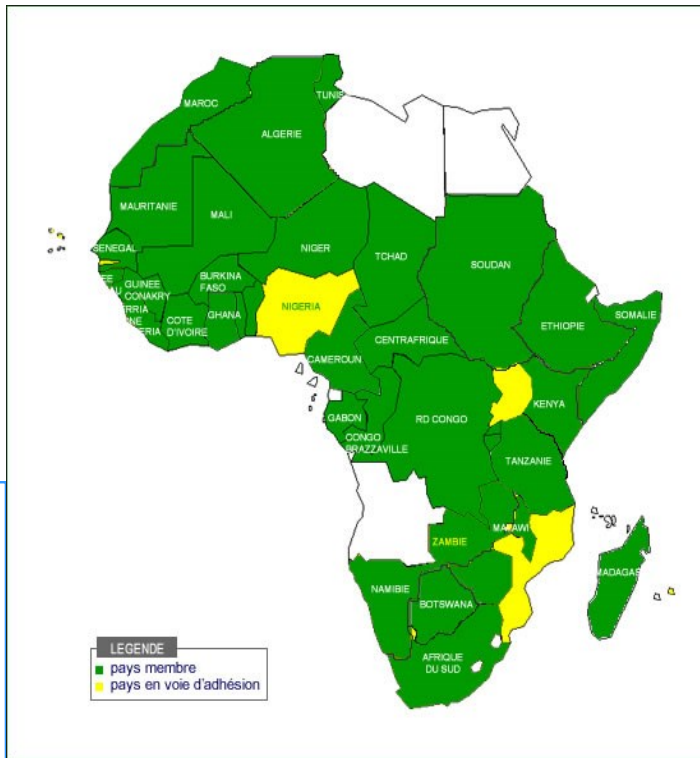 TUNIS
MAROC
ALGERIE
MAURITANIE
MALI
SENEGAL
NIGER
TCHAD
SOUDAN
BURKINA
FASO
GUINEE
CONAKRY
NIGERIA
GHANA
COTE
D'IVOIRE
SOMALIE
ETHIOPIE
CENTRAFRIQUE
CAMEROUN
GABON
RD CONGO
KENYA
CONGO
BRAZZAVILLE
TANZANIE
ZAMBIE
MADAGAS
NAMIBIE
BOTSWANA
AFRIQUE
DU SUD
LEGENDE
pays membre
pays en voie d'adhésion